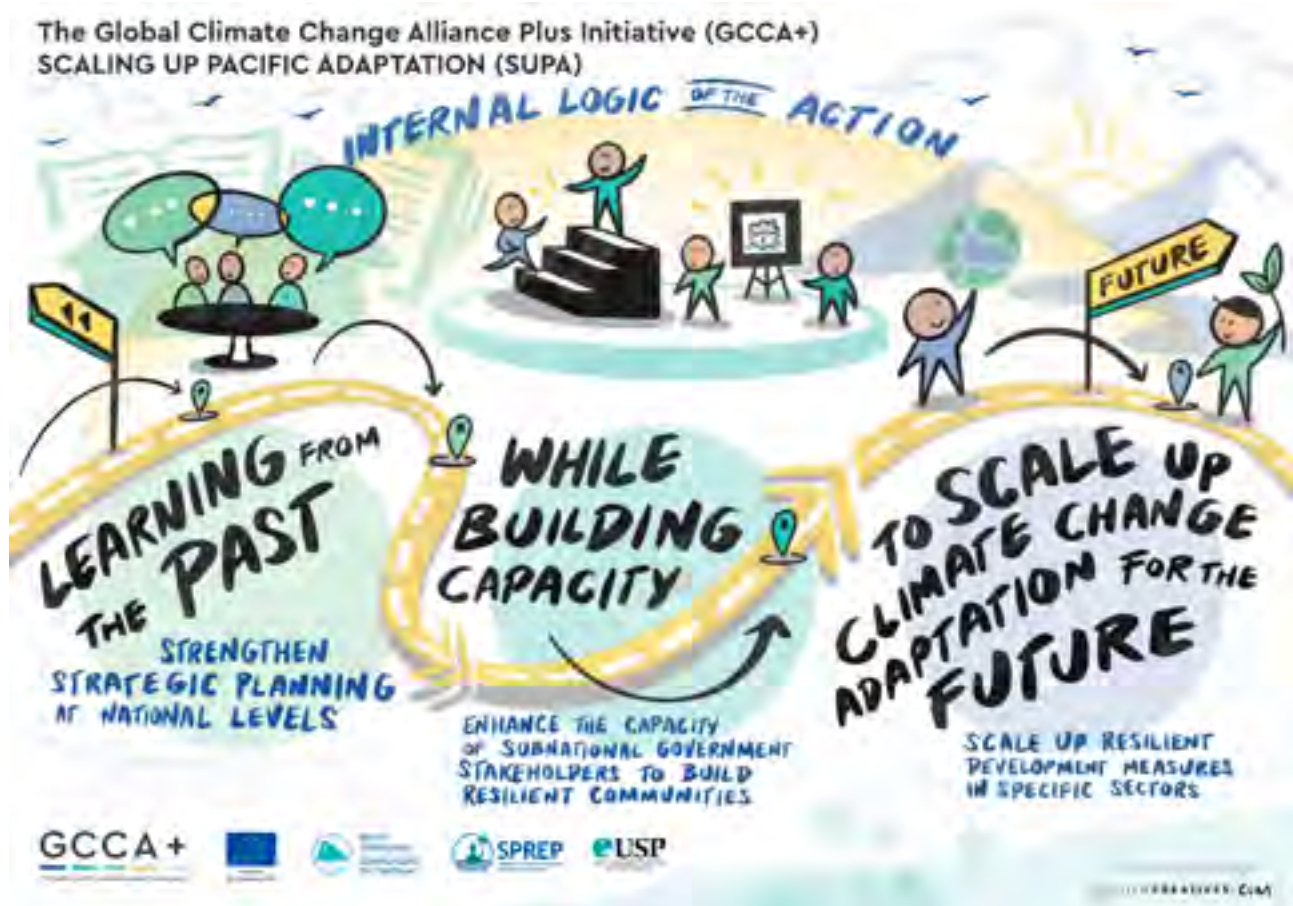 The Global Climate Change Alliance Plus Initiative (GCCA+)
SCALING UP PACIFIC ADAPTATION (SUPA)
INTERNAL LOGIC OF THE ACTION
FUTURE
LEARNING FROM
THE PAST
STRENGTHEN
STRATEGIC PLANNING
AT NATIONAL LEVELS
WHILE
BUILDING
CAPACITY
ENHANCE THE CAPACITY
OF SUBNATIONAL GOVERNMENT
STAKEHOLDERS TO BUILD
RESILIENT COMMUNITIES
TO SCALE UP
CLIMATE CHANGE
ADAPTATION FOR THE
FUTURE
SCALE UP RESILIENT
DEVELOPMENT MEASURES
IN SPECIFIC SECTORS
GCCA+
SPREP
USP